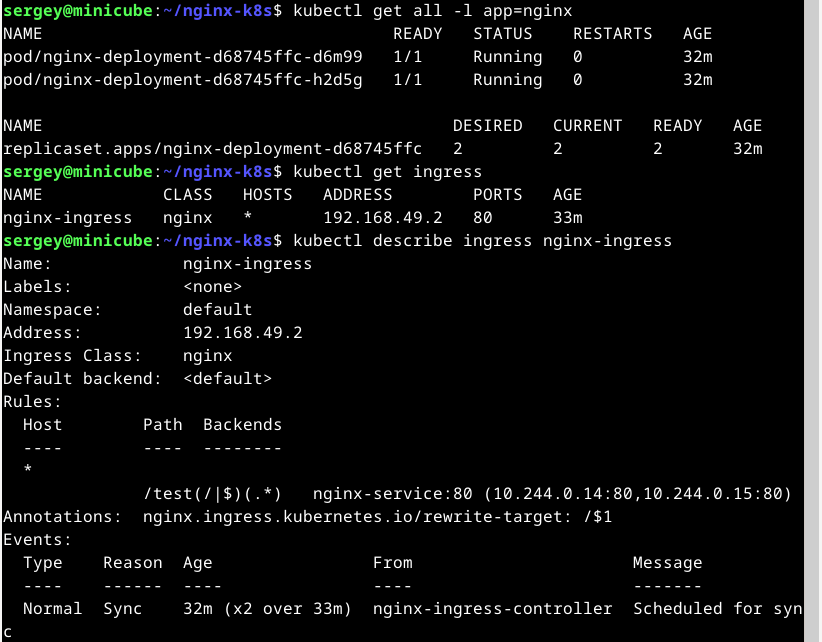 sergey@minicube:~/nginx-k8s$ kubectl get all -l app=nginx
NAME                                   READY   STATUS    RESTARTS   AGE
pod/nginx-deployment-d68745ffc-d6m99   1/1     Running   0          32m
pod/nginx-deployment-d68745ffc-h2d5g   1/1     Running   0          32m

NAME                                         DESIRED   CURRENT   READY   AGE
replicaset.apps/nginx-deployment-d68745ffc   2         2         2       32m
sergey@minicube:~/nginx-k8s$ kubectl get ingress
NAME            CLASS   HOSTS   ADDRESS        PORTS   AGE
nginx-ingress   nginx   *       192.168.49.2   80      33m
sergey@minicube:~/nginx-k8s$ kubectl describe ingress nginx-ingress
Name:             nginx-ingress
Labels:           <none>
Namespace:        default
Address:          192.168.49.2
Ingress Class:    nginx
Default backend:  <default>
Rules:
  Host        Path  Backends
  ----        ----  --------
  *
              /test(/|$)(.*)   nginx-service:80 (10.244.0.14:80,10.244.0.15:80)
Annotations:  nginx.ingress.kubernetes.io/rewrite-target: /$1
Events:
  Type    Reason  Age                From                      Message
  ----    ------  ----               ----                      -------
  Normal  Sync    32m (x2 over 33m)  nginx-ingress-controller  Scheduled for syn
c